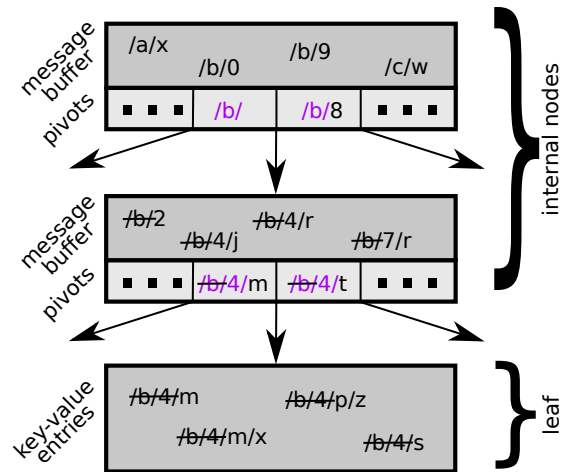 message buffer
/a/x
/b/0
/b/9
/c/w
pivots
/b/
/b/8
internal nodes
message buffer
/b/2
/b/4/j
/b/4/r
/b/7/r
pivots
/b/4/m
/b/4/t
key-value entries
/b/4/m
/b/4/m/x
/b/4/p/z
/b/4/s
leaf